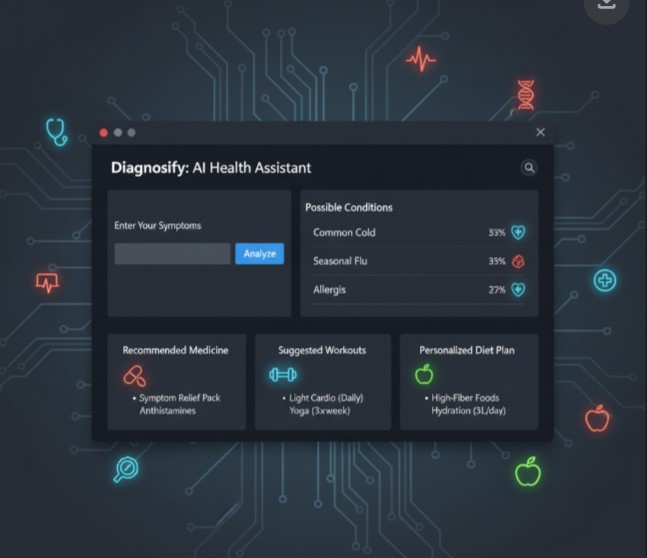 Diagnosify: AI Health Assistant
Enter Your Symptoms
Analyze
Possible Conditions
Common Cold 53%
Seasonal Flu 33%
Allergis 27%
Recommended Medicine
• Symptom Relief Pack
Anthistamines
Suggested Workouts
• Light Cardio (Daily)
Yoga (3xweek)
Personalized Diet Plan
• High-Fiber Foods
Hydration (3L/day)